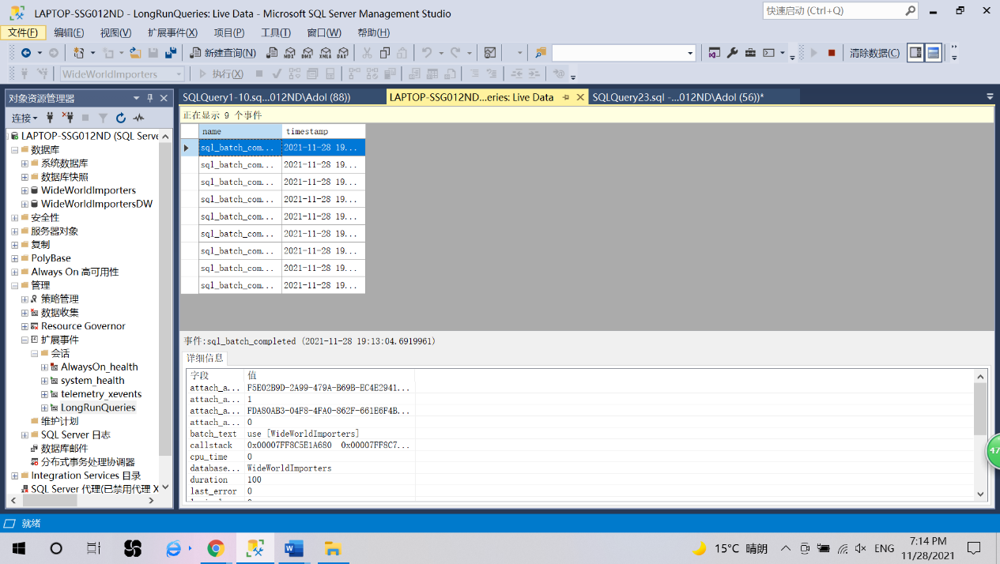 LAPTOP-SSG012ND - LongRunQueries: Live Data - Microsoft SQL Server Management Studio
快速启动 (Ctrl+Q)
文件(F) 编辑(E) 视图(V) 扩展事件(X) 项目(P) 工具(T) 窗口(W) 帮助(H)
新建查询(N) MDX DMX XMLA DAX 清除数据(C)
WideWorldImporters 执行(X)
对象资源管理器
连接
LAPTOP-SSG012ND (SQL Serve
数据库
系统数据库
数据库快照
WideWorldImporters
WideWorldImportersDW
安全性
服务器对象
复制
PolyBase
Always On 高可用性
管理
策略管理
数据收集
Resource Governor
扩展事件
会话
AlwaysOn_health
system_health
telemetry_xevents
LongRunQueries
维护计划
SQL Server 日志
数据库邮件
分布式事务处理协调器
Integration Services 目录
SQL Server 代理(已禁用代理 X
SQLQuery1-10.sq...012ND\Adol (88)) LAPTOP-SSG012ND...eries: Live Data SQLQuery23.sql -...012ND\Adol (56))*
正在显示 9 个事件
name timestamp
sql_batch_com... 2021-11-28 19...
sql_batch_com... 2021-11-28 19...
sql_batch_com... 2021-11-28 19...
sql_batch_com... 2021-11-28 19...
sql_batch_com... 2021-11-28 19...
sql_batch_com... 2021-11-28 19...
sql_batch_com... 2021-11-28 19...
sql_batch_com... 2021-11-28 19...
sql_batch_com... 2021-11-28 19...
事件:sql_batch_completed (2021-11-28 19:13:04.6919961)
详细信息
字段 值
attach_a... F5E02B9D-2A99-479A-B69B-EC4E2941...
attach_a... 1
attach_a... FDA80AB3-04F8-4FA0-862F-661E6F4B...
attach_a... 0
batch_text use [WideWorldImporters]
callstack 0x00007FF8C5E1A680 0x00007FF8C7...
cpu_time 0
database... WideWorldImporters
duration 100
last_error 0
47
就绪
15°C 晴朗 ENG 7:14 PM
11/28/2021